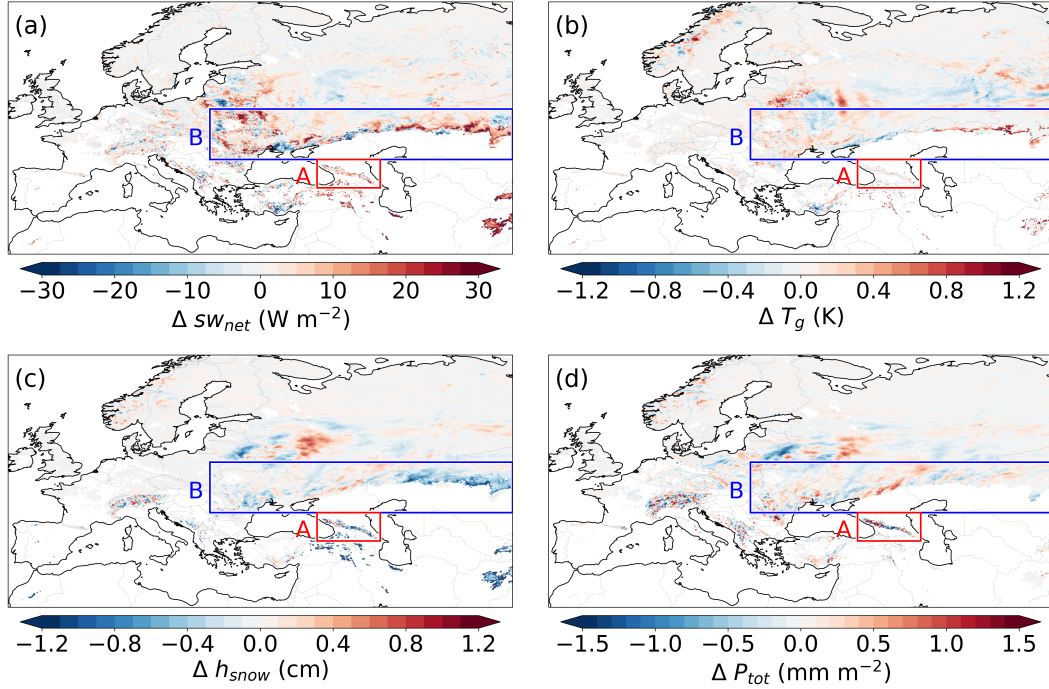 (a)
B
A
−30 −20 −10 0 10 20 30
Δ sw_net (W m⁻²)
(b)
B
A
−1.2 −0.8 −0.4 0.0 0.4 0.8 1.2
Δ T_g (K)
(c)
B
A
−1.2 −0.8 −0.4 0.0 0.4 0.8 1.2
Δ h_snow (cm)
(d)
B
A
−1.5 −1.0 −0.5 0.0 0.5 1.0 1.5
Δ P_tot (mm m⁻²)